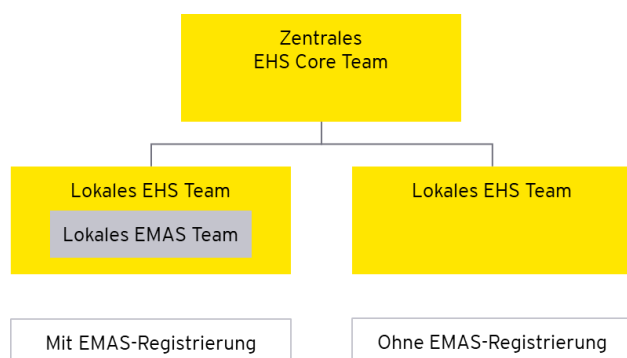 Zentrales
EHS Core Team
Lokales EHS Team
Lokales EMAS Team
Lokales EHS Team
Mit EMAS-Registrierung
Ohne EMAS-Registrierung